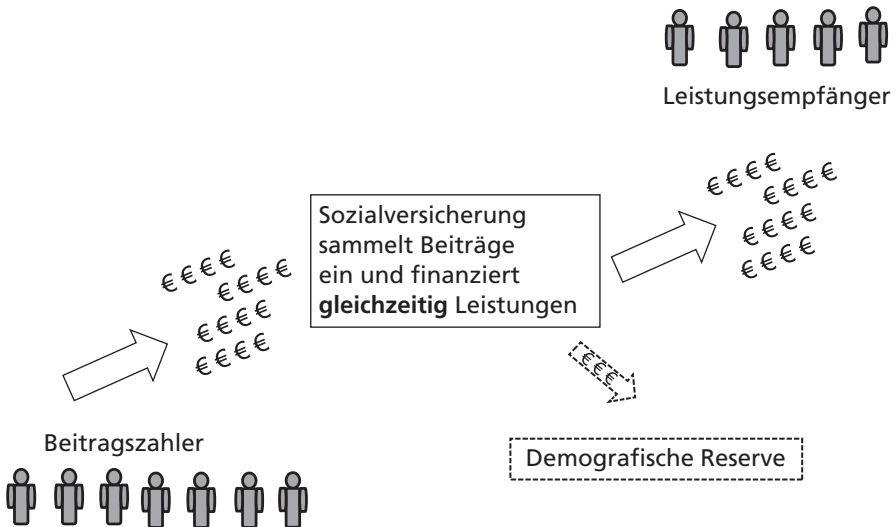 Leistungsempfänger
€ € € €
€ € € €
€ € € €
€ € € €
Sozialversicherung
sammelt Beiträge
ein und finanziert
gleichzeitig Leistungen
€ € € €
€ € € €
€ € € €
€ € € €
€ € €
Beitragszahler
Demografische Reserve